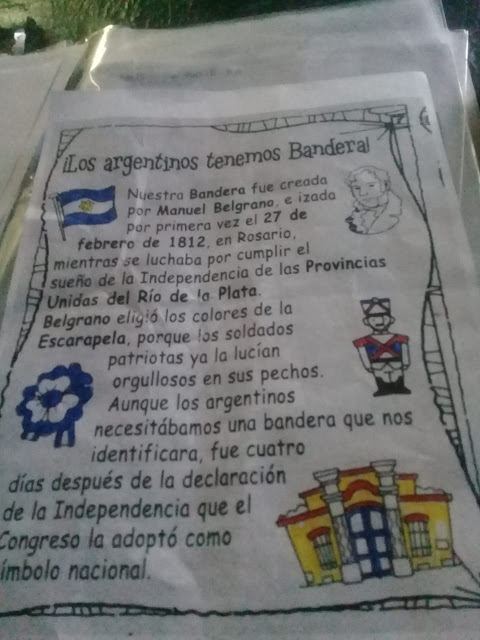 ¡Los argentinos tenemos Bandera!
Nuestra Bandera fue creada
por Manuel Belgrano, e izada
por primera vez el 27 de
febrero de 1812, en Rosario,
mientras se luchaba por cumplir el
sueño de la Independencia de las Provincias
Unidas del Río de la Plata.
Belgrano eligió los colores de la
Escarapela, porque los soldados
patriotas ya la lucían
orgullosos en sus pechos.
Aunque los argentinos
necesitábamos una bandera que nos
identificara, fue cuatro
días después de la declaración
de la Independencia que el
Congreso la adoptó como
ímbolo nacional.